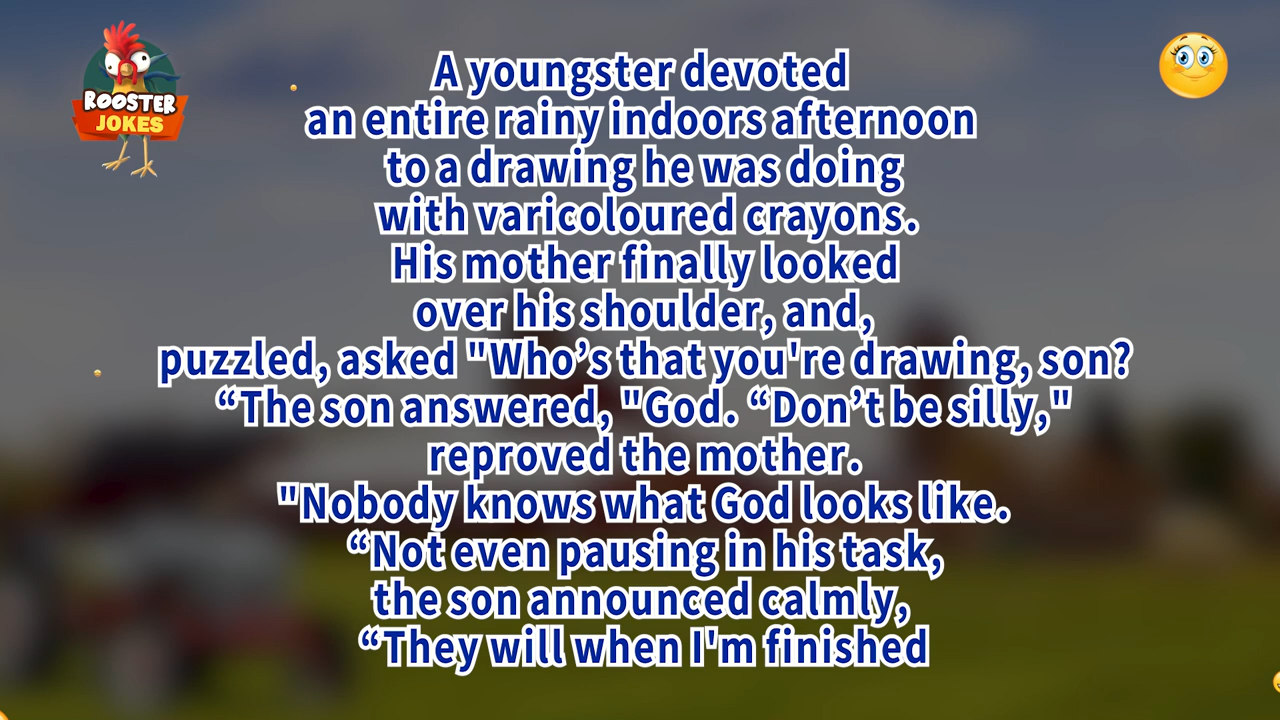 ROOSTER
JOKES
A youngster devoted
an entire rainy indoors afternoon
to a drawing he was doing
with varicoloured crayons.
His mother finally looked
over his shoulder, and,
puzzled, asked "Who’s that you're drawing, son?
“The son answered, "God. “Don’t be silly,"
reproved the mother.
"Nobody knows what God looks like.
“Not even pausing in his task,
the son announced calmly,
“They will when I'm finished